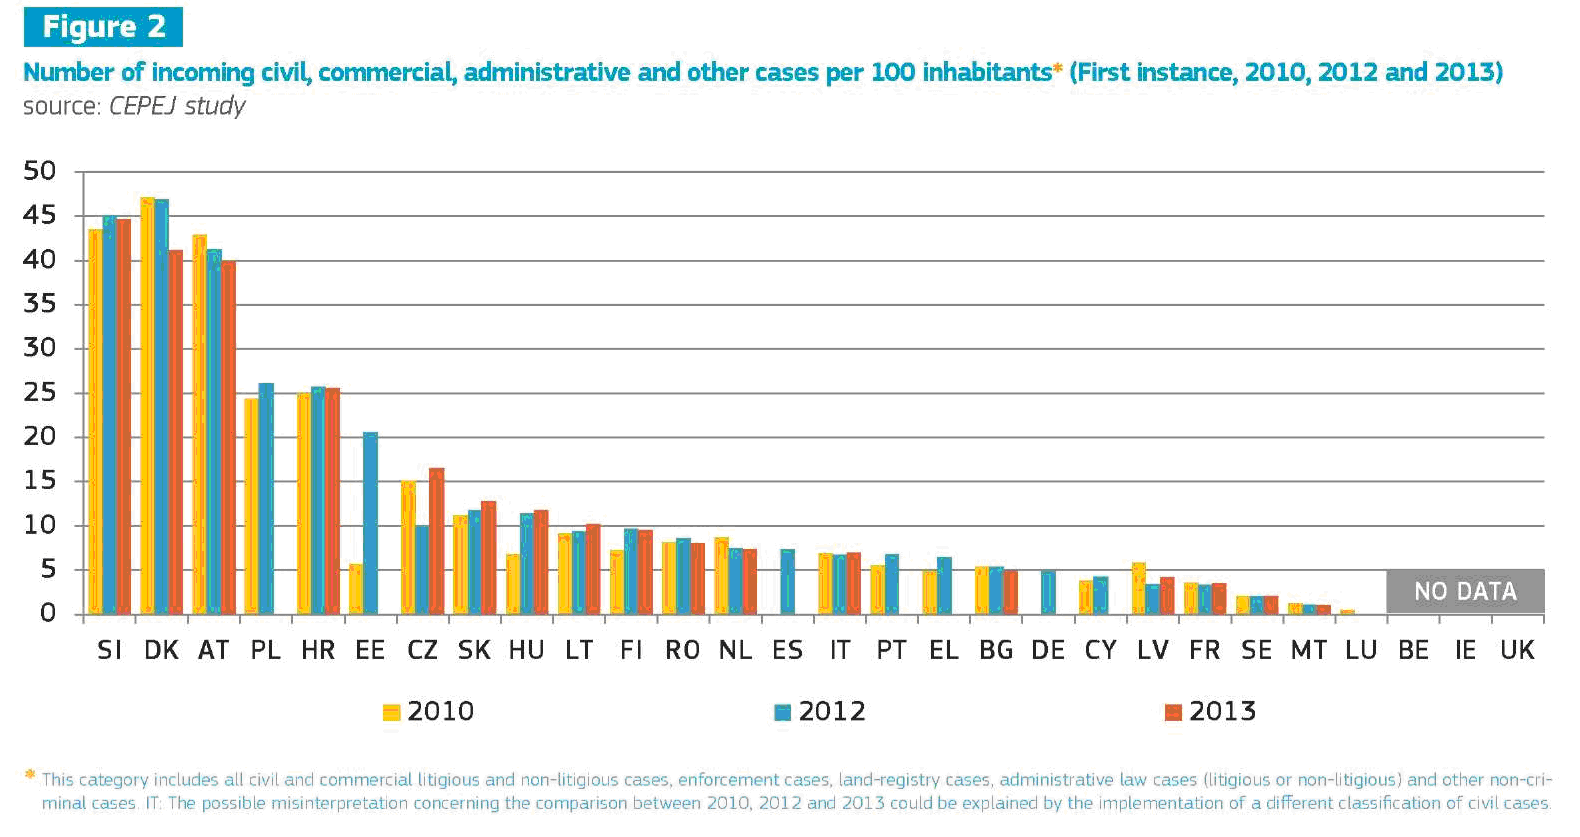 Figure 2
Number of incoming civil, commercial, administrative and other cases per 100 inhabitants* (First instance, 2010, 2012 and 2013)
source: CEPEJ study
50
45
40
35
30
25
20
15
10
5
0
NO DATA
SI DK AT PL HR EE CZ SK HU LT FI RO NL ES IT PT EL BG DE CY LV FR SE MT LU BE IE UK
2010 2012 2013
* This category includes all civil and commercial litigious and non-litigious cases, enforcement cases, land-registry cases, administrative law cases (litigious or non-litigious) and other non-cri-
minal cases. IT: The possible misinterpretation concerning the comparison between 2010, 2012 and 2013 could be explained by the implementation of a different classification of civil cases.